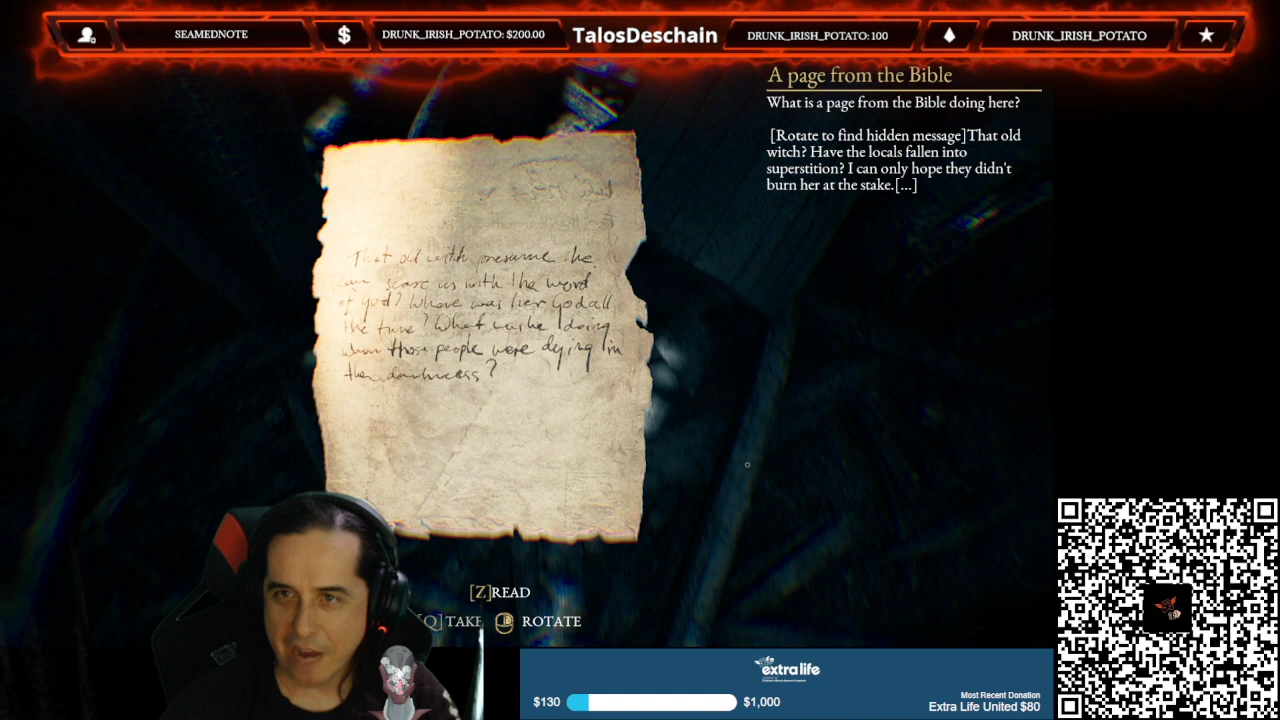 SEAMEDNOTE
$
DRUNK_IRISH_POTATO: $200.00
TalosDeschain
DRUNK_IRISH_POTATO: 100
DRUNK_IRISH_POTATO
A page from the Bible
What is a page from the Bible doing here?
[Rotate to find hidden message]That old
witch? Have the locals fallen into
superstition? I can only hope they didn't
burn her at the stake.[...]
That old witch presume he
scare us with the word
of God? Where was her God all
the time? What was he doing
when those people were dying in
the darkness?
[Z]READ
[Q]TAKE
ROTATE
extralife
$130
$1,000
Most Recent Donation
Extra Life United $80